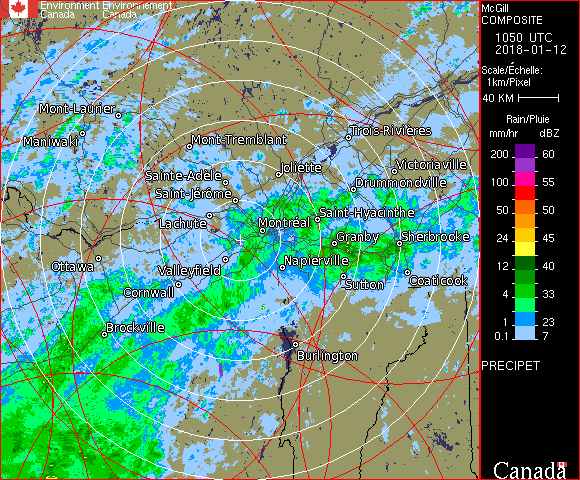 Environment Environnement
Canada Canada
McGill
COMPOSITE
1050 UTC
2018-01-12
Scale/Échelle:
1km/Pixel
40 KM
Rain/Pluie
mm/hr dBZ
200 60
100 55
50 50
24 45
12 40
4 33
1 23
0.1 7
PRECIPET
Canada
Mont-Laurier
Maniwaki
Mont-Tremblant
Trois-Rivières
Sainte-Adèle
Joliette
Victoriaville
Saint-Jérôme
Drummondville
Lachute
Montréal
Saint-Hyacinthe
Granby
Sherbrooke
Ottawa
Valleyfield
Napierville
Cornwall
Sutton
Coaticook
Brockville
Burlington